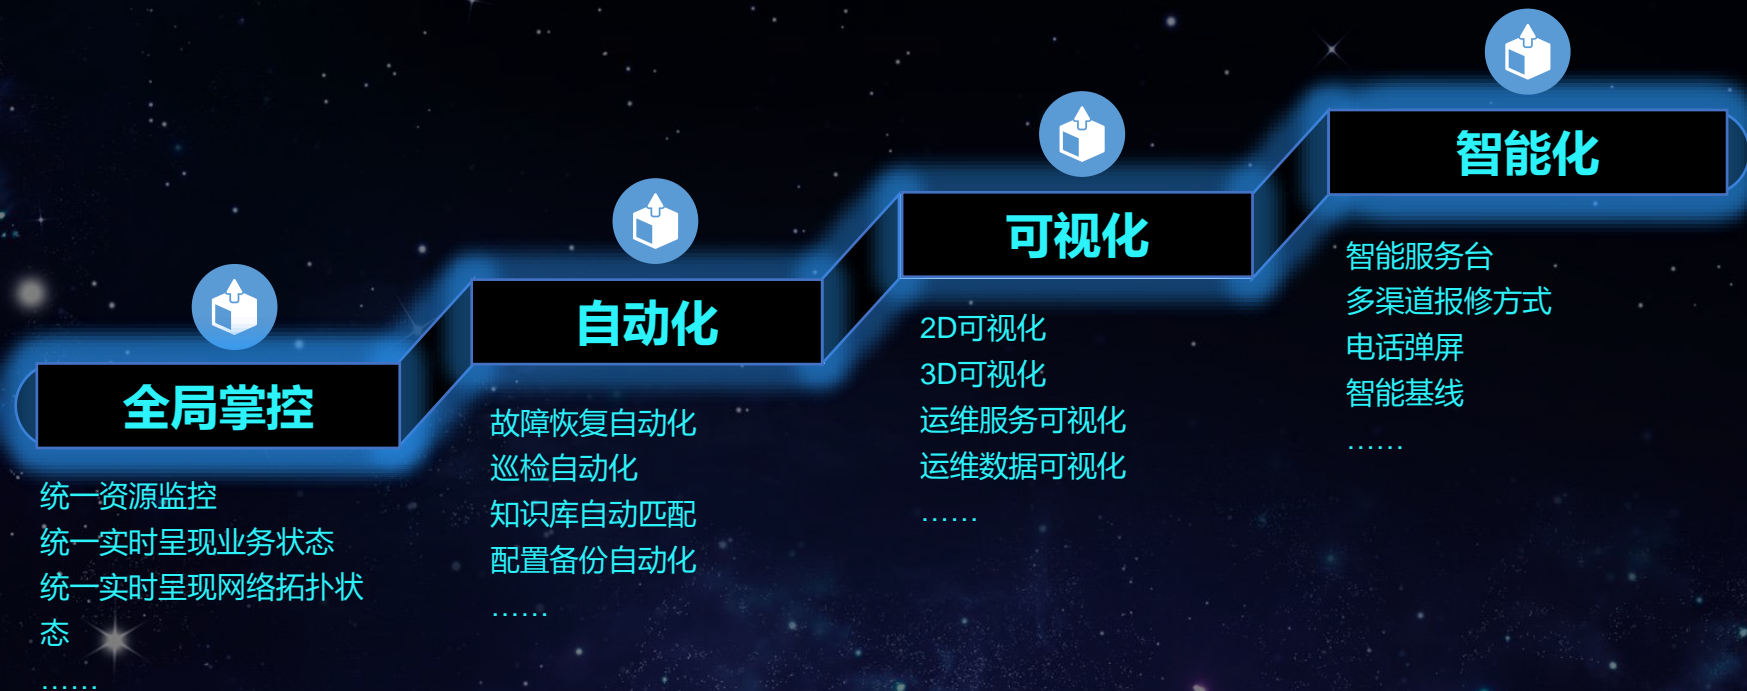 全局掌控
统一资源监控
统一实时呈现业务状态
统一实时呈现网络拓扑状
态
……
自动化
故障恢复自动化
巡检自动化
知识库自动匹配
配置备份自动化
……
可视化
2D可视化
3D可视化
运维服务可视化
运维数据可视化
……
智能化
智能服务台
多渠道报修方式
电话弹屏
智能基线
……